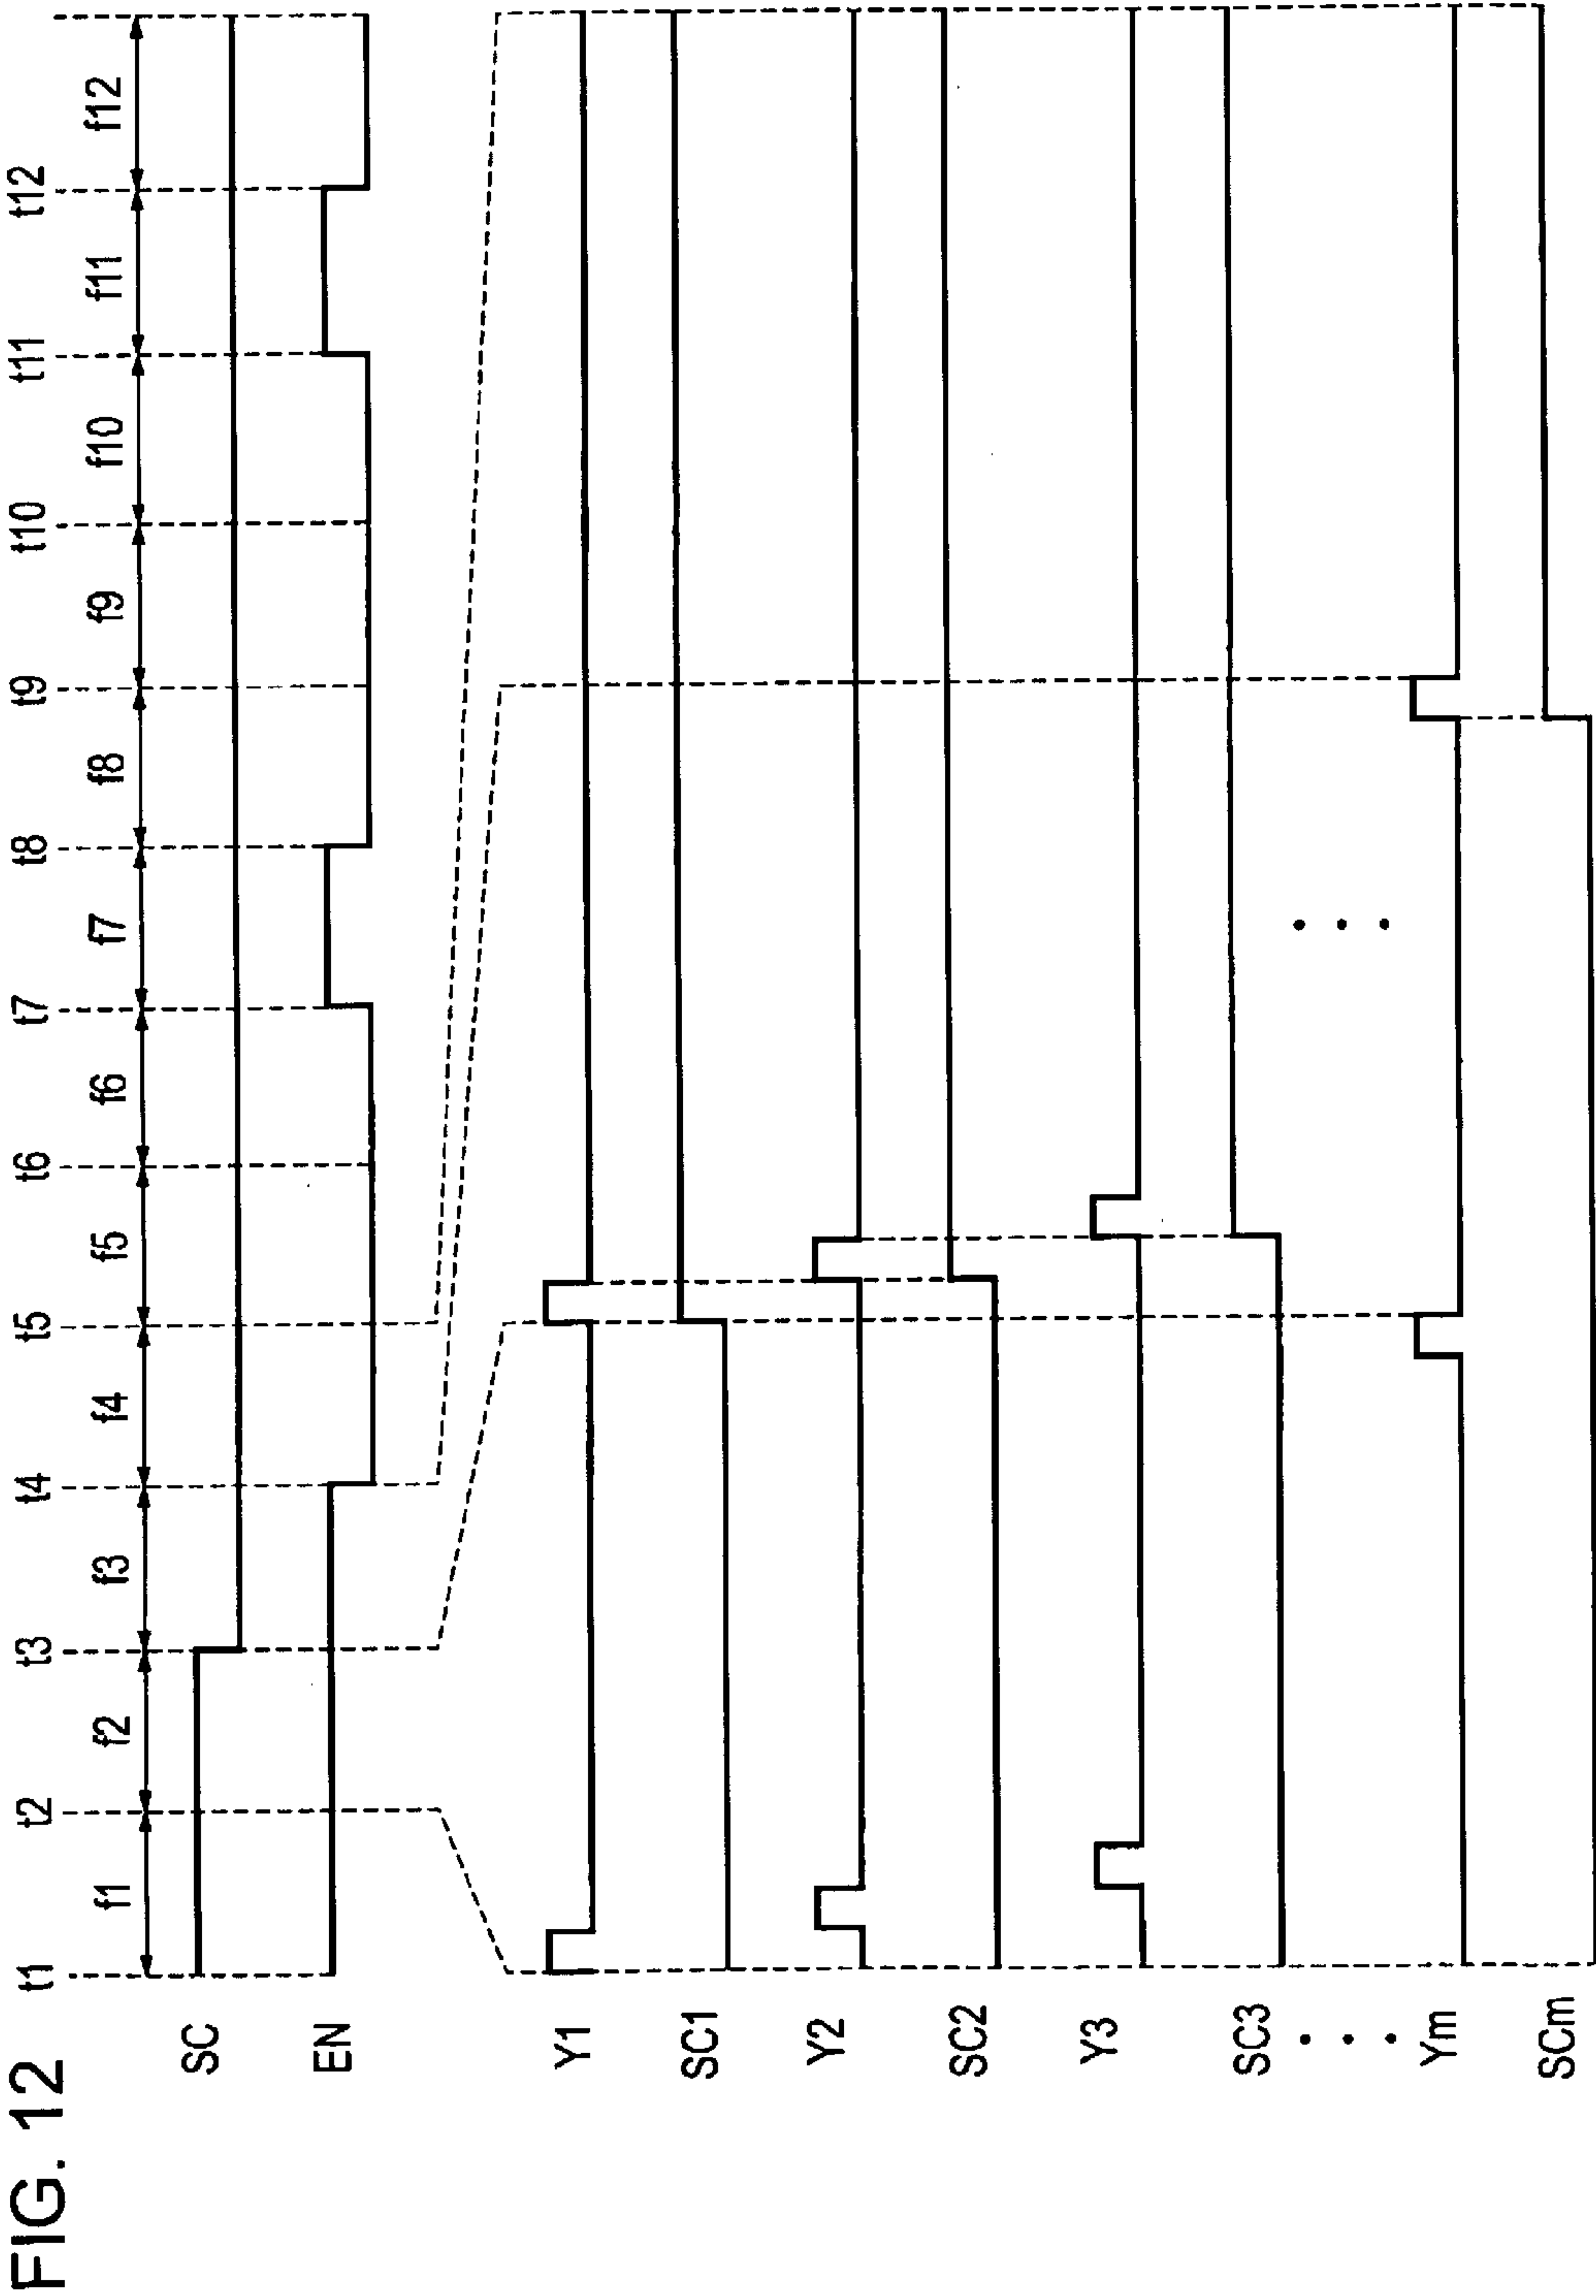 FIG. 12
t1 t2 t3 t4 t5 t6 t7 t8 t9 t10 t11 t12
f1 f2 f3 f4 f5 f6 f7 f8 f9 f10 f11 f12
SC
EN
Y1
SC1
Y2
SC2
Y3
SC3
Ym
SCm